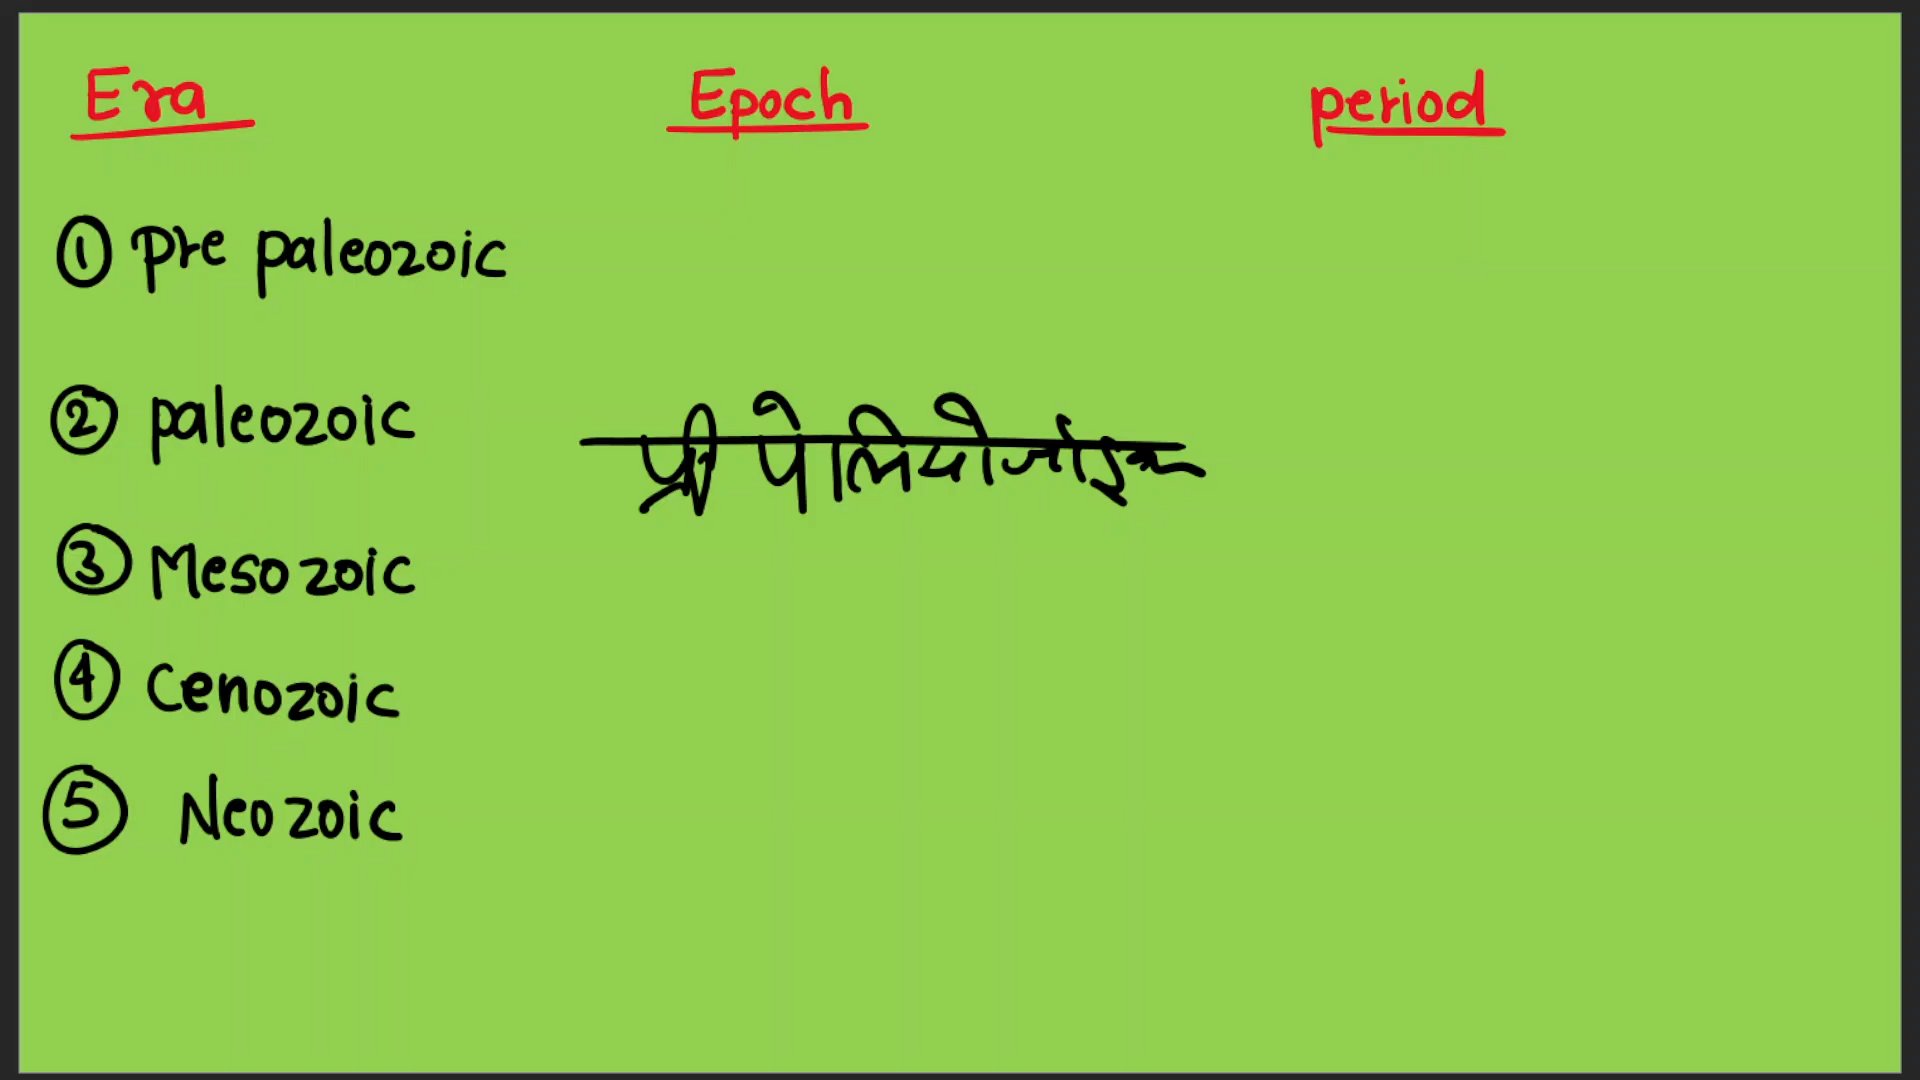 Era Epoch period
① pre paleozoic
② paleozoic
प्री पेलियोजोइक
③ Mesozoic
④ Cenozoic
⑤ Neozoic